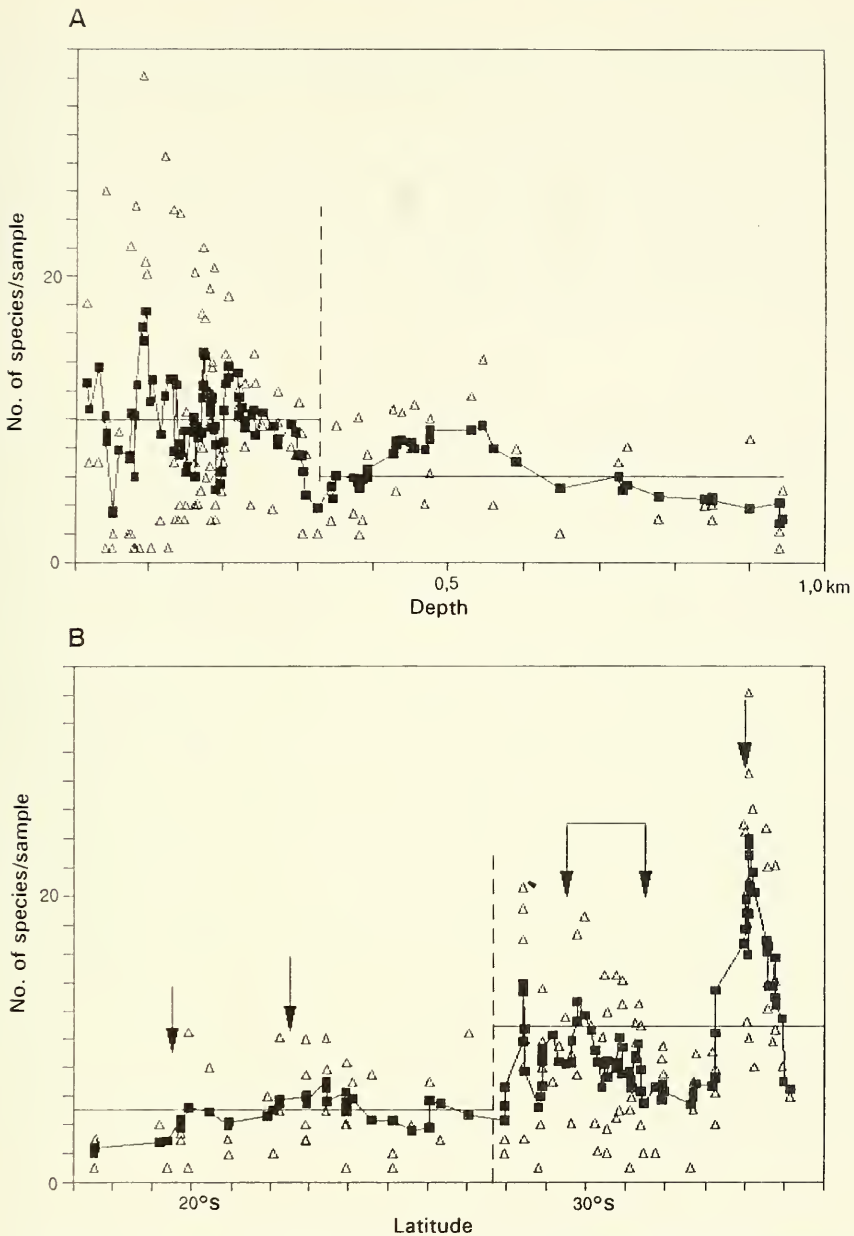 A
No. of species/sample
20
0
0,5
1,0 km
Depth
B
No. of species/sample
20
0
20°S
30°S
Latitude